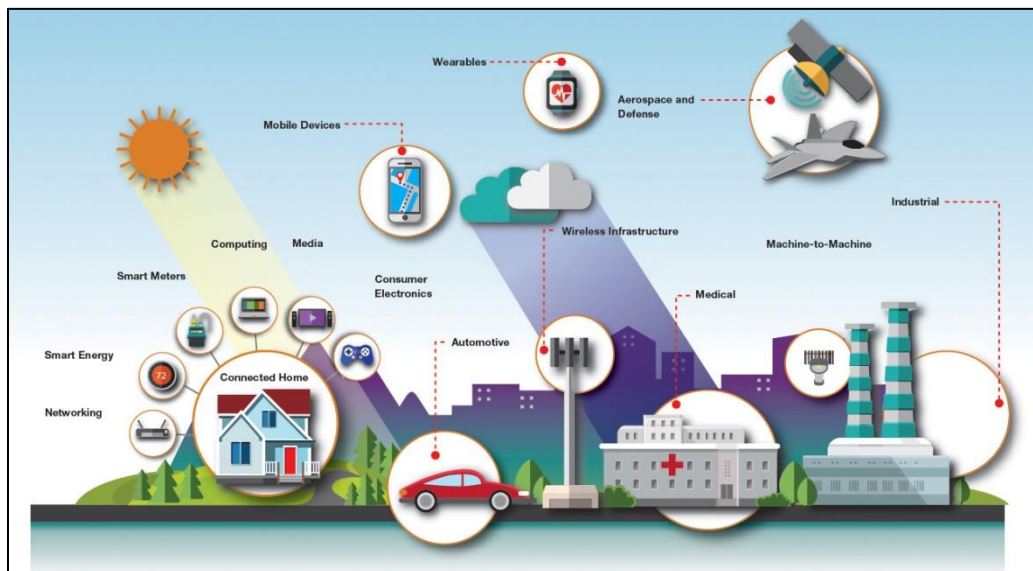 Wearables
Aerospace and
Defense
Mobile Devices
Industrial
Wireless Infrastructure
Machine-to-Machine
Computing
Media
Smart Meters
Consumer
Electronics
Medical
Automotive
Smart Energy
72
Connected Home
Networking